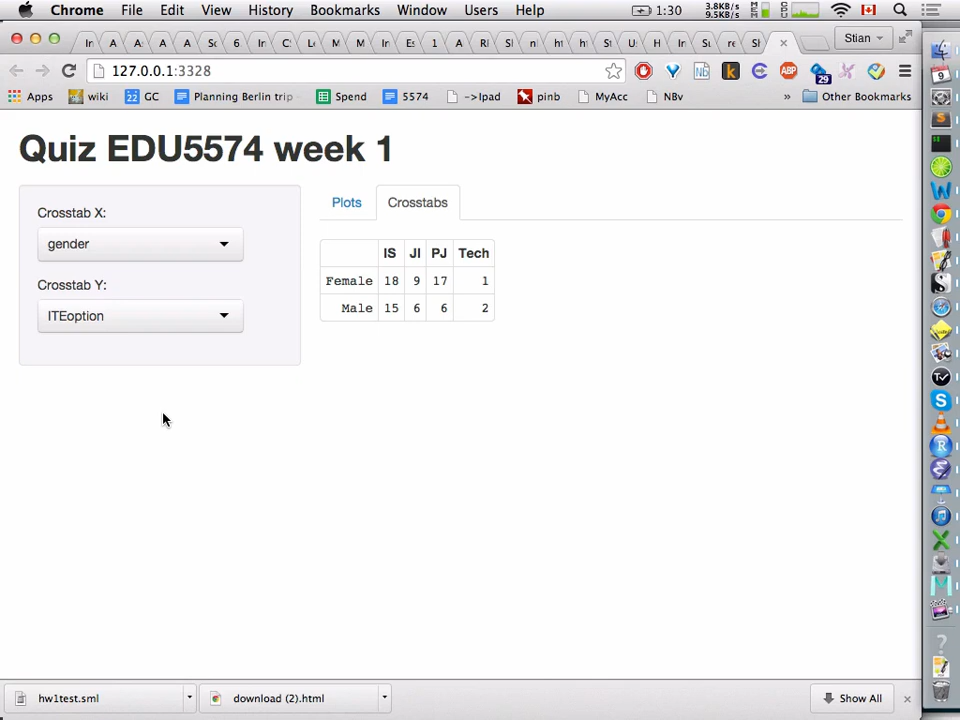 Chrome File Edit View History Bookmarks Window Users Help 3.8KB/s 9.5KB/s 1:30
Stian
127.0.0.1:3328
Apps wiki 22 GC Planning Berlin trip Spend 5574 ->Ipad pinb MyAcc NBv » Other Bookmarks
Quiz EDU5574 week 1
Crosstab X:
gender
Crosstab Y:
ITEoption
Plots Crosstabs
IS JI PJ Tech
Female 18 9 17 1
Male 15 6 6 2
hw1test.sml download (2).html Show All